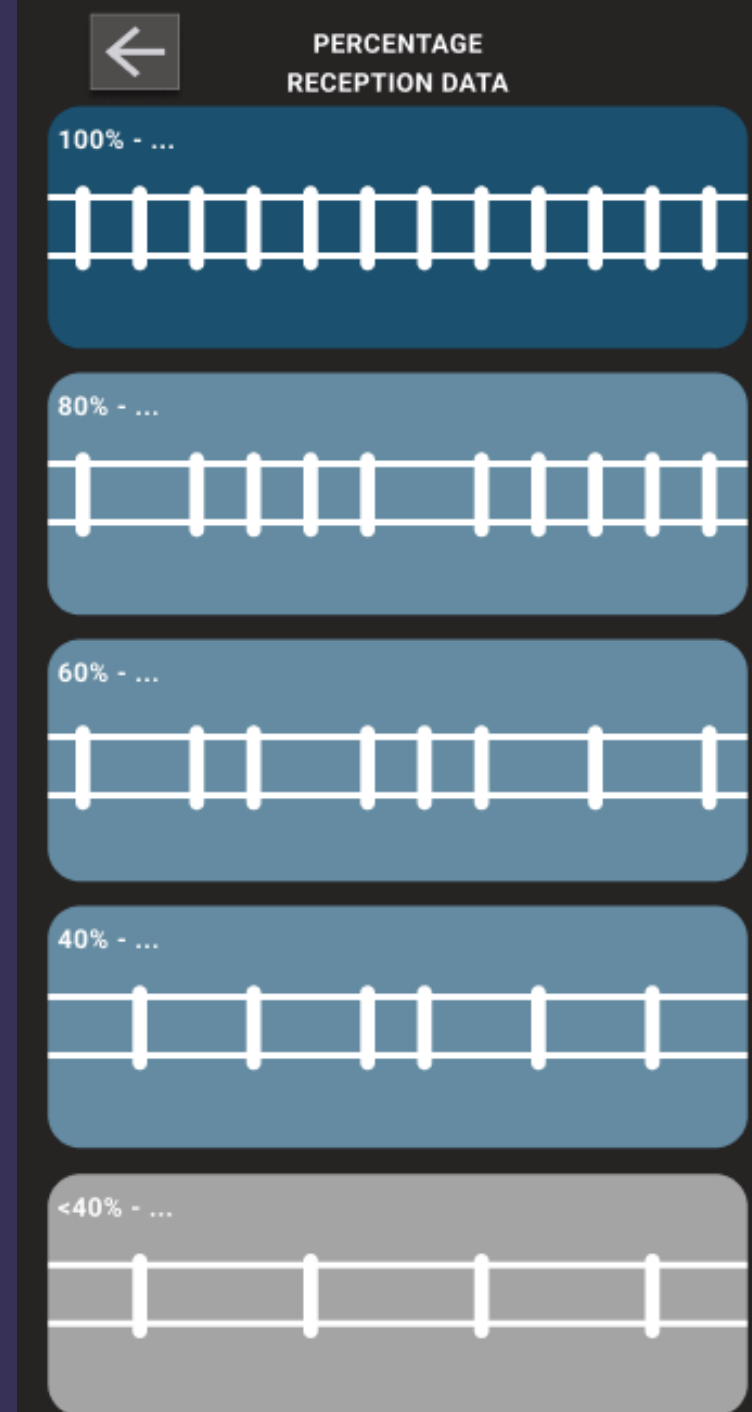 PERCENTAGE
RECEPTION DATA
100% - ...
80% - ...
60% - ...
40% - ...
<40% - ...